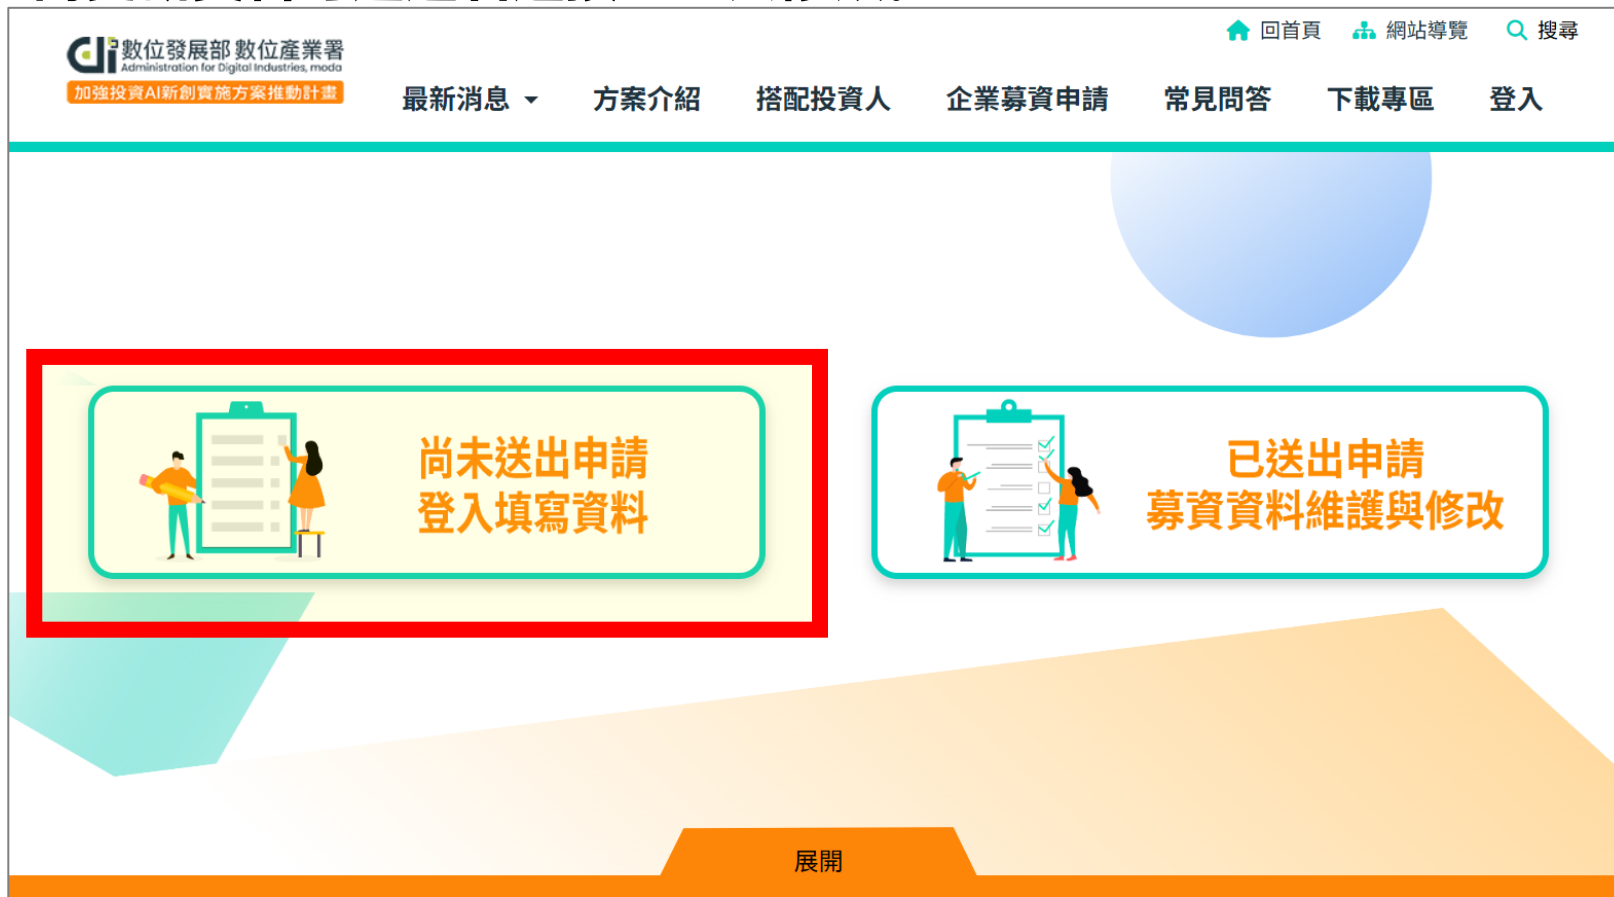 回首頁 網站導覽 搜尋
數位發展部 數位產業署
Administration for Digital Industries, moda
加強投資AI新創實施方案推動計畫
最新消息 方案介紹 搭配投資人 企業募資申請 常見問答 下載專區 登入
尚未送出申請
登入填寫資料
已送出申請
募資資料維護與修改
展開